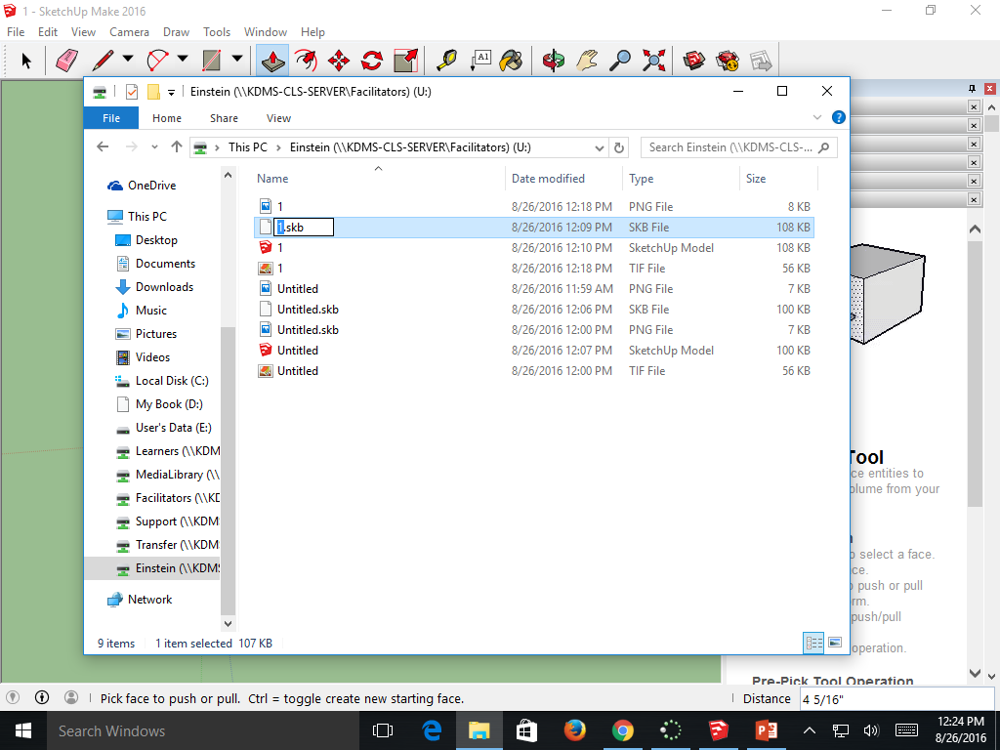 1 - SketchUp Make 2016
File Edit View Camera Draw Tools Window Help
A1
Einstein (\\KDMS-CLS-SERVER\Facilitators) (U:)
File Home Share View
This PC > Einstein (\\KDMS-CLS-SERVER\Facilitators) (U:)
Search Einstein (\\KDMS-CLS-...
OneDrive
This PC
Desktop
Documents
Downloads
Music
Pictures
Videos
Local Disk (C:)
My Book (D:)
User's Data (E:)
Learners (\\KDM
MediaLibrary (\\
Facilitators (\\KD
Support (\\KDM
Transfer (\\KDM
Einstein (\\KDMS
Network
Name Date modified Type Size
1 8/26/2016 12:18 PM PNG File 8 KB
1.skb 8/26/2016 12:09 PM SKB File 108 KB
1 8/26/2016 12:10 PM SketchUp Model 108 KB
1 8/26/2016 12:18 PM TIF File 56 KB
Untitled 8/26/2016 11:59 AM PNG File 7 KB
Untitled.skb 8/26/2016 12:06 PM SKB File 100 KB
Untitled.skb 8/26/2016 12:00 PM PNG File 7 KB
Untitled 8/26/2016 12:07 PM SketchUp Model 100 KB
Untitled 8/26/2016 12:00 PM TIF File 56 KB
9 items 1 item selected 107 KB
Tool
ce entities to
olume from your
o select a face.
ce.
o push or pull
rm.
push/pull
operation.
Pre-Pick Tool Operation
Pick face to push or pull. Ctrl = toggle create new starting face.
Distance 4 5/16"
Search Windows
12:24 PM
8/26/2016